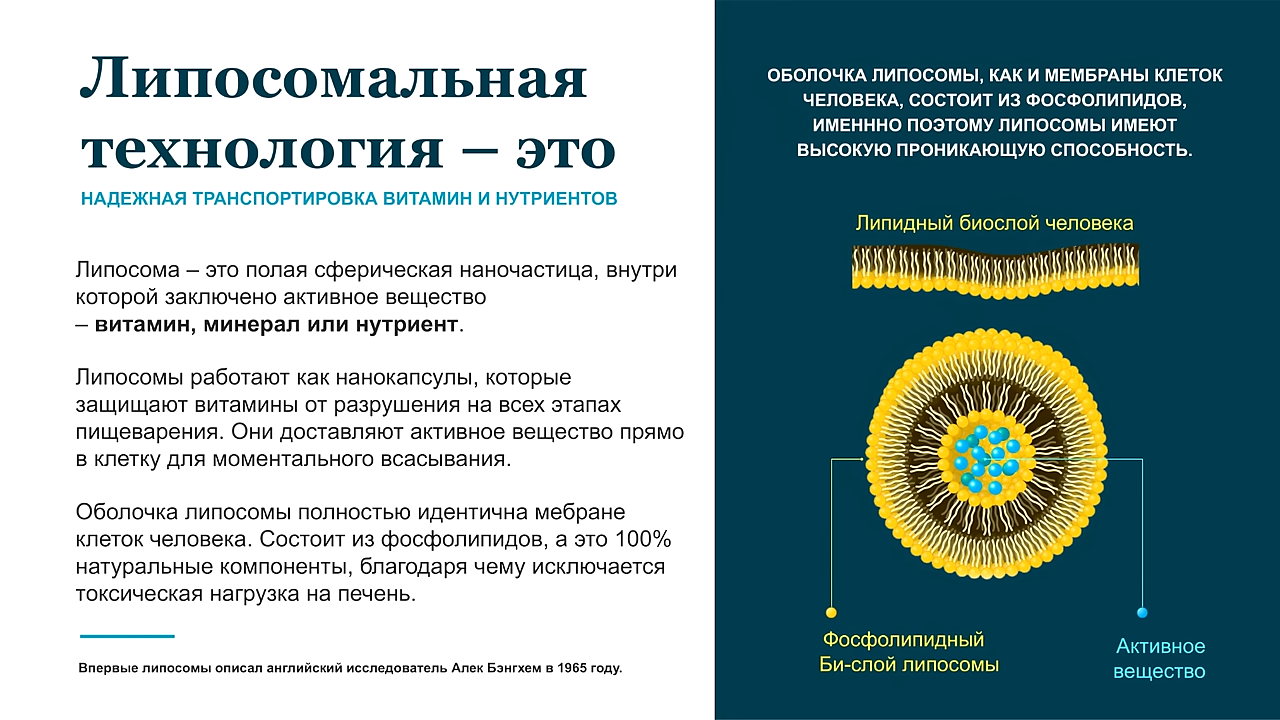 Липосомальная
технология – это
НАДЕЖНАЯ ТРАНСПОРТИРОВКА ВИТАМИН И НУТРИЕНТОВ
Липосома – это полая сферическая наночастица, внутри
которой заключено активное вещество
– витамин, минерал или нутриент.
Липосомы работают как нанокапсулы, которые
защищают витамины от разрушения на всех этапах
пищеварения. Они доставляют активное вещество прямо
в клетку для моментального всасывания.
Оболочка липосомы полностью идентична мебране
клеток человека. Состоит из фосфолипидов, а это 100%
натуральные компоненты, благодаря чему исключается
токсическая нагрузка на печень.
Впервые липосомы описал английский исследователь Алек Бэнгхем в 1965 году.
ОБОЛОЧКА ЛИПОСОМЫ, КАК И МЕМБРАНЫ КЛЕТОК
ЧЕЛОВЕКА, СОСТОИТ ИЗ ФОСФОЛИПИДОВ,
ИМЕНННО ПОЭТОМУ ЛИПОСОМЫ ИМЕЮТ
ВЫСОКУЮ ПРОНИКАЮЩУЮ СПОСОБНОСТЬ.
Липидный биослой человека
Фосфолипидный
Би-слой липосомы
Активное
вещество